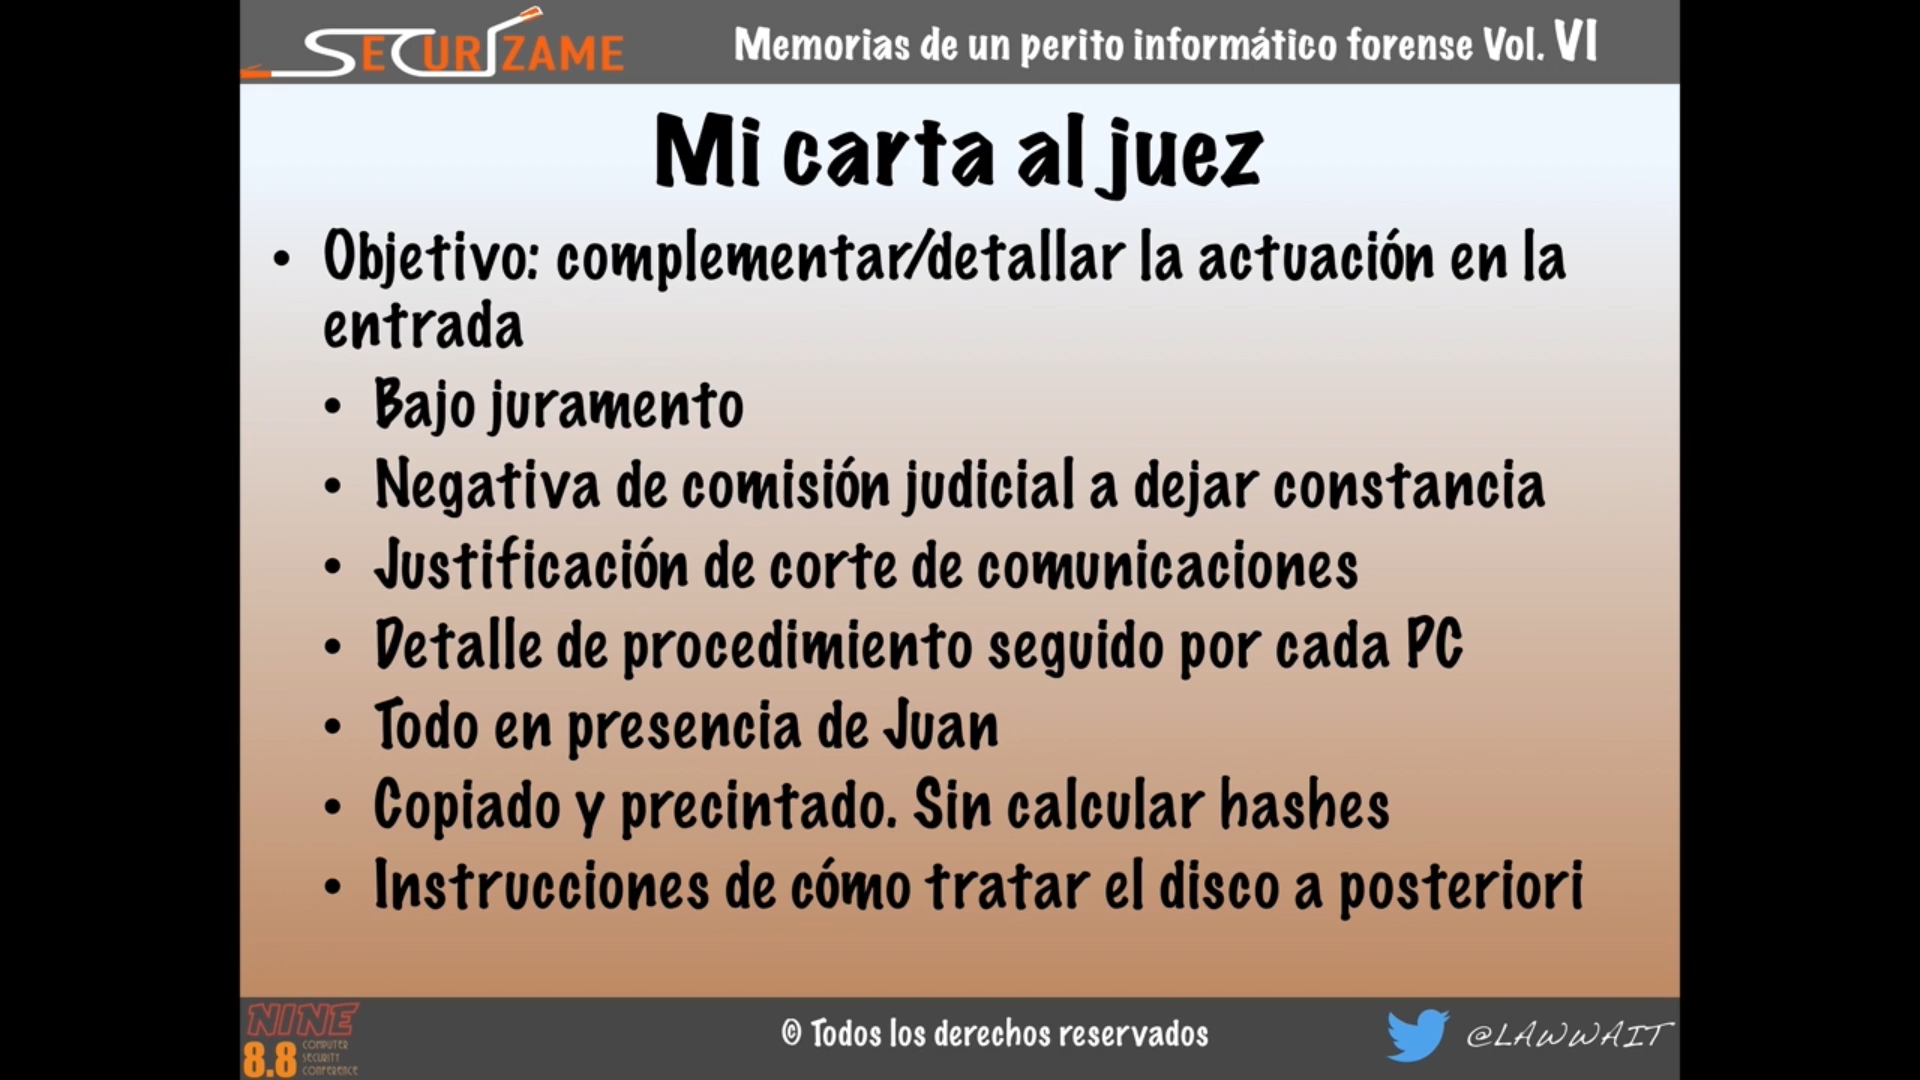 SECURIZAME
Memorias de un perito informático forense Vol. VI
Mi carta al juez
• Objetivo: complementar/detallar la actuación en la
entrada
• Bajo juramento
• Negativa de comisión judicial a dejar constancia
• Justificación de corte de comunicaciones
• Detalle de procedimiento seguido por cada PC
• Todo en presencia de Juan
• Copiado y precintado. Sin calcular hashes
• Instrucciones de cómo tratar el disco a posteriori
NINE
8.8 COMPUTER
SECURITY
CONFERENCE
© Todos los derechos reservados
@LAWWAIT